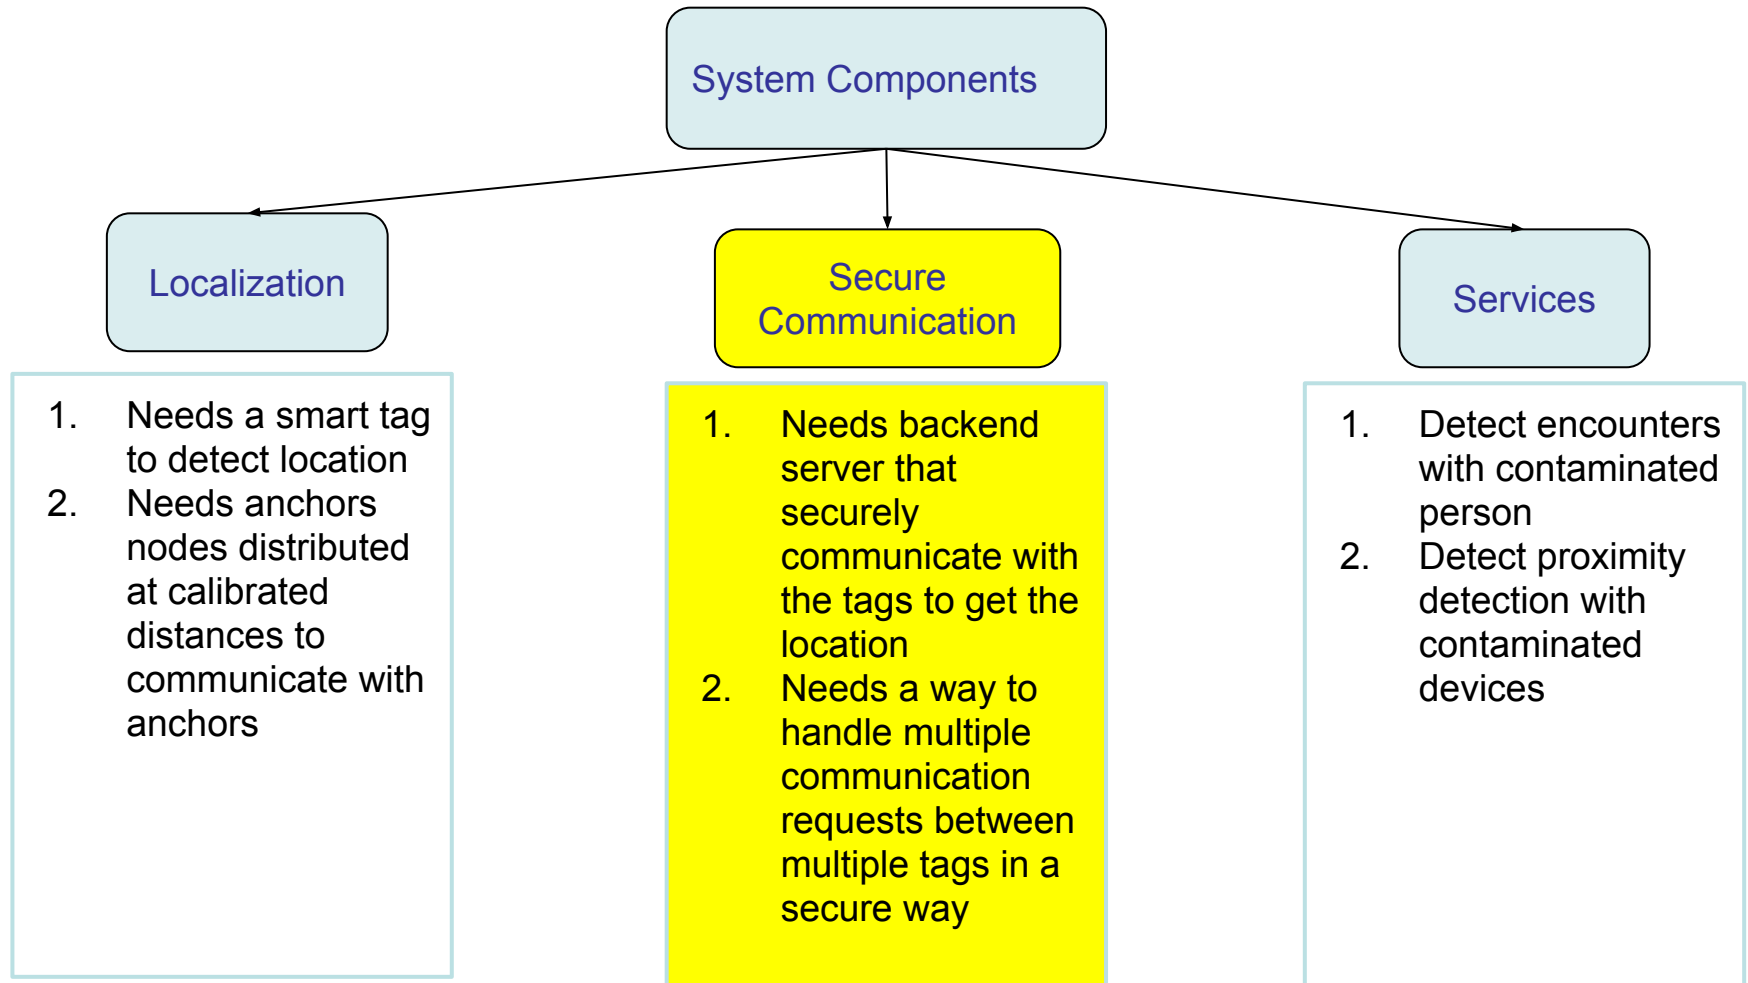 System Components
Localization
Secure
Communication
Services
1. Needs a smart tag
to detect location
2. Needs anchors
nodes distributed
at calibrated
distances to
communicate with
anchors
1. Needs backend
server that
securely
communicate with
the tags to get the
location
2. Needs a way to
handle multiple
communication
requests between
multiple tags in a
secure way
1. Detect encounters
with contaminated
person
2. Detect proximity
detection with
contaminated
devices